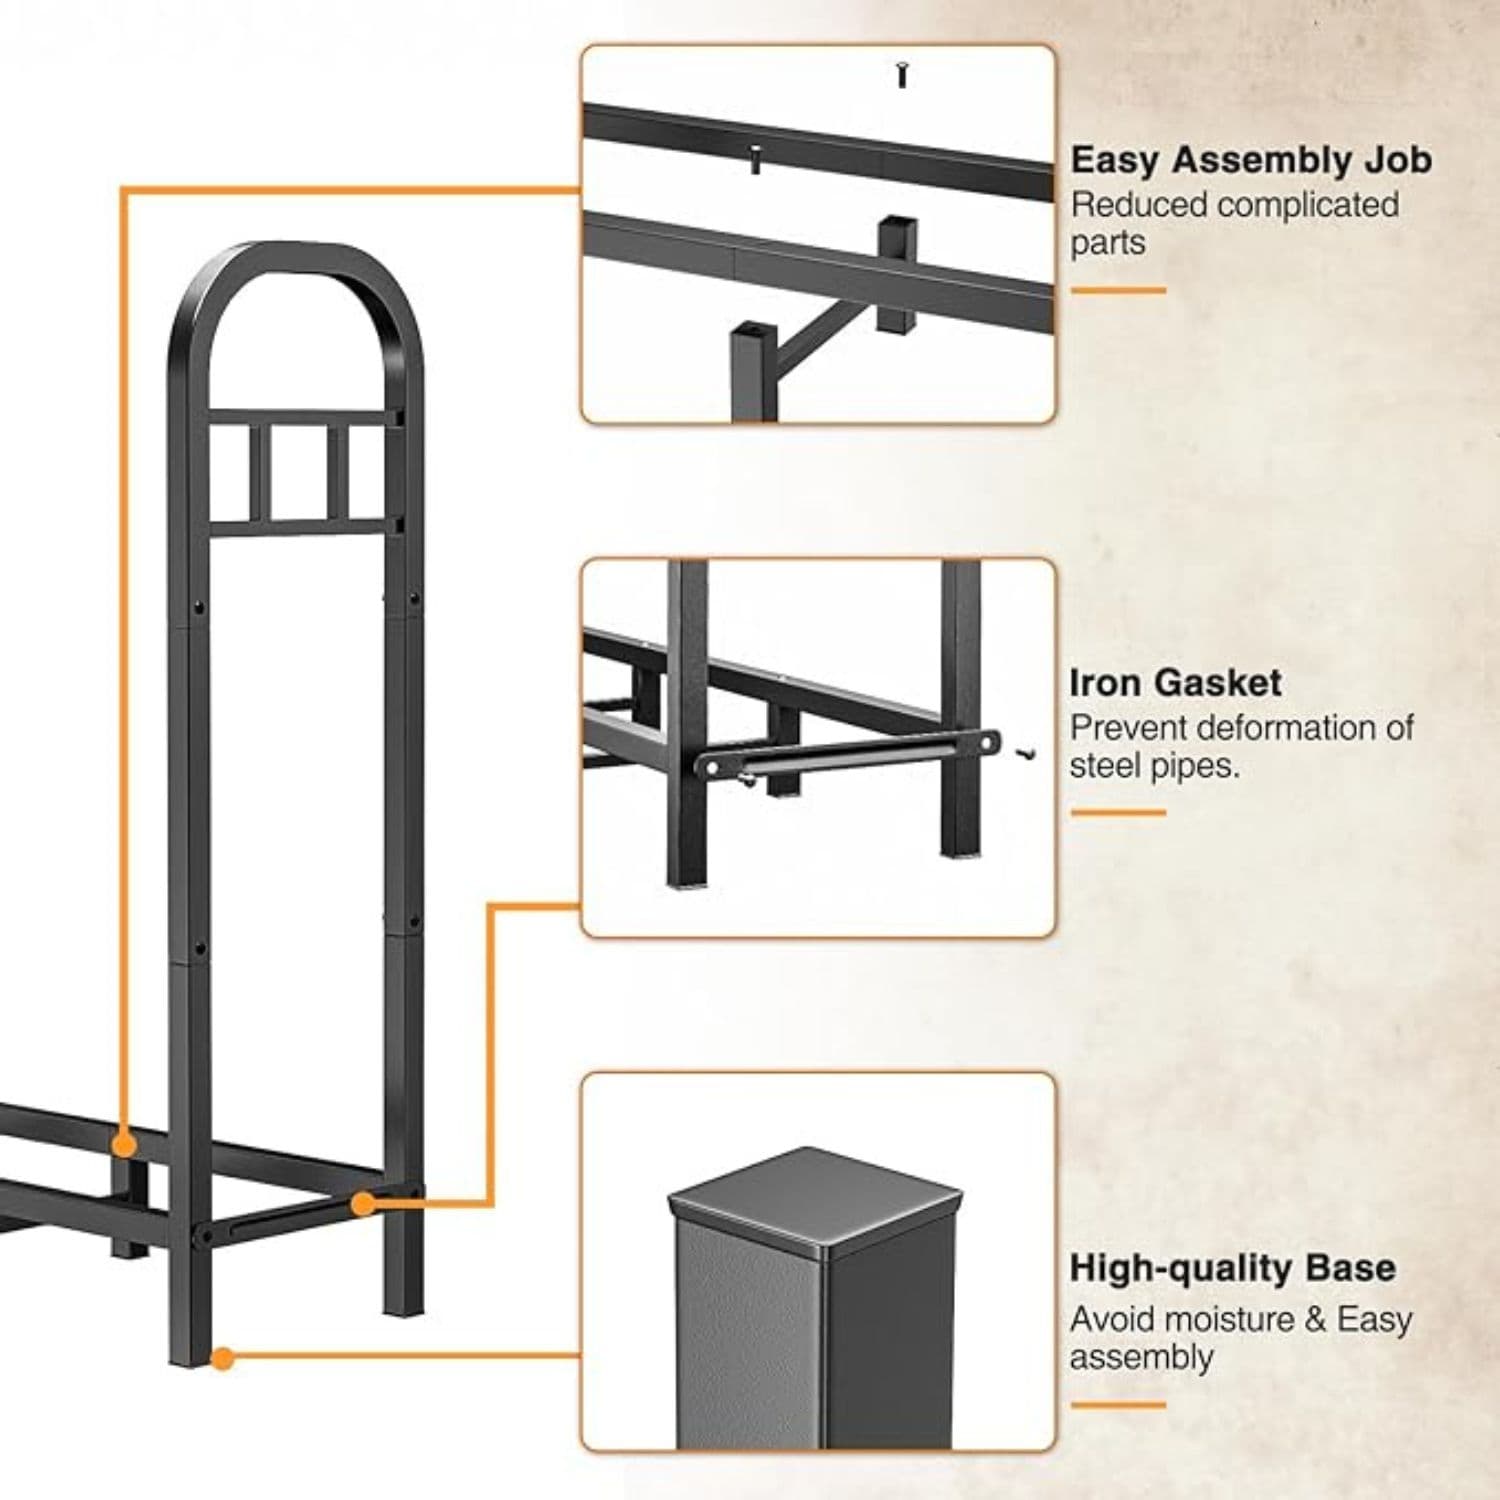 Easy Assembly Job
Reduced complicated
parts
Iron Gasket
Prevent deformation of
steel pipes.
High-quality Base
Avoid moisture & Easy
assembly